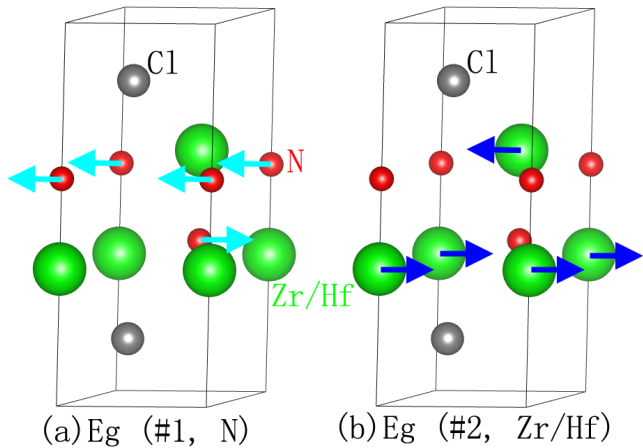 Cl
Cl
N
Zr/Hf
(a)Eg (#1, N)
(b)Eg (#2, Zr/Hf)